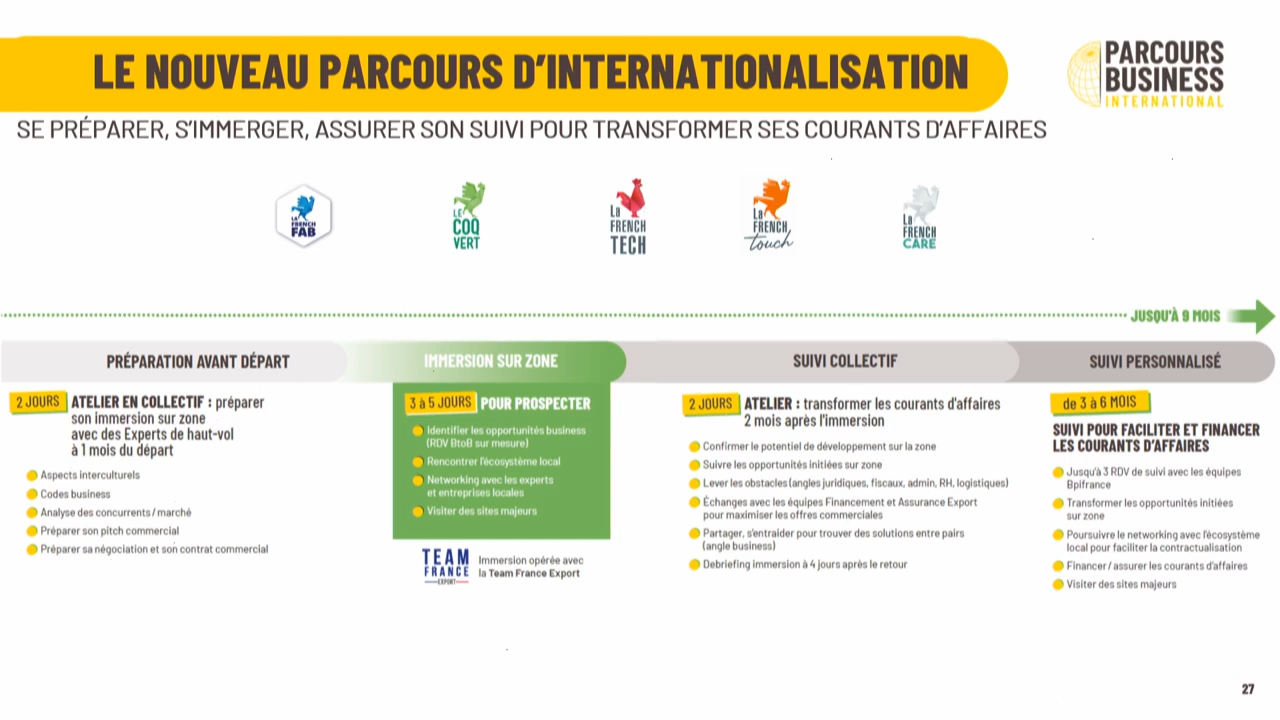 LE NOUVEAU PARCOURS D'INTERNATIONALISATION
PARCOURS
BUSINESS
INTERNATIONAL
SE PRÉPARER, S'IMMERGER, ASSURER SON SUIVI POUR TRANSFORMER SES COURANTS D'AFFAIRES
LA
FRENCH
FAB
LE
COQ
VERT
La
FRENCH
TECH
La
FRENCH
touch
La
FRENCH
CARE
JUSQU'À 9 MOIS
PRÉPARATION AVANT DÉPART
IMMERSION SUR ZONE
SUIVI COLLECTIF
SUIVI PERSONNALISÉ
2 JOURS
ATELIER EN COLLECTIF : préparer
son immersion sur zone
avec des Experts de haut-vol
à 1 mois du départ
Aspects interculturels
Codes business
Analyse des concurrents / marché
Préparer son pitch commercial
Préparer sa négociation et son contrat commercial
3 à 5 JOURS
POUR PROSPECTER
Identifier les opportunités business
(RDV BtoB sur mesure)
Rencontrer l'écosystème local
Networking avec les experts
et entreprises locales
Visiter des sites majeurs
TEAM
FRANCE
EXPORT
Immersion opérée avec
la Team France Export
2 JOURS
ATELIER : transformer les courants d'affaires
2 mois après l'immersion
Confirmer le potentiel de développement sur la zone
Suivre les opportunités initiées sur zone
Lever les obstacles (angles juridiques, fiscaux, admin, RH, logistiques)
Échanges avec les équipes Financement et Assurance Export
pour maximiser les offres commerciales
Partager, s'entraider pour trouver des solutions entre pairs
(angle business)
Debriefing immersion à 4 jours après le retour
de 3 à 6 MOIS
SUIVI POUR FACILITER ET FINANCER
LES COURANTS D'AFFAIRES
Jusqu'à 3 RDV de suivi avec les équipes
Bpifrance
Transformer les opportunités initiées
sur zone
Poursuivre le networking avec l'écosystème
local pour faciliter la contractualisation
Financer / assurer les courants d'affaires
Visiter des sites majeurs
27